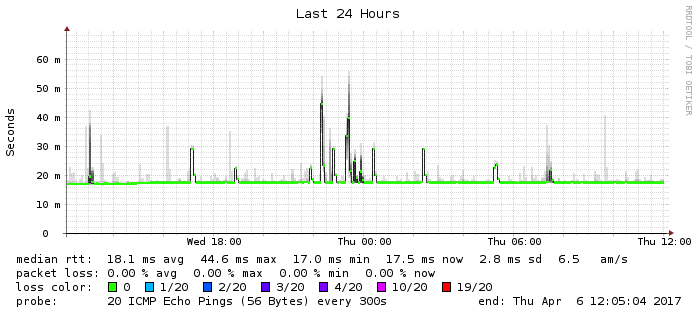 Last 24 Hours
RRDTOOL / TOBI OETIKER
Seconds
60 m
50 m
40 m
30 m
20 m
10 m
0
Wed 18:00 Thu 00:00 Thu 06:00 Thu 12:00
median rtt: 18.1 ms avg 44.6 ms max 17.0 ms min 17.5 ms now 2.8 ms sd 6.5 am/s
packet loss: 0.00 % avg 0.00 % max 0.00 % min 0.00 % now
loss color: 0 1/20 2/20 3/20 4/20 10/20 19/20
probe: 20 ICMP Echo Pings (56 Bytes) every 300s end: Thu Apr 6 12:05:04 2017